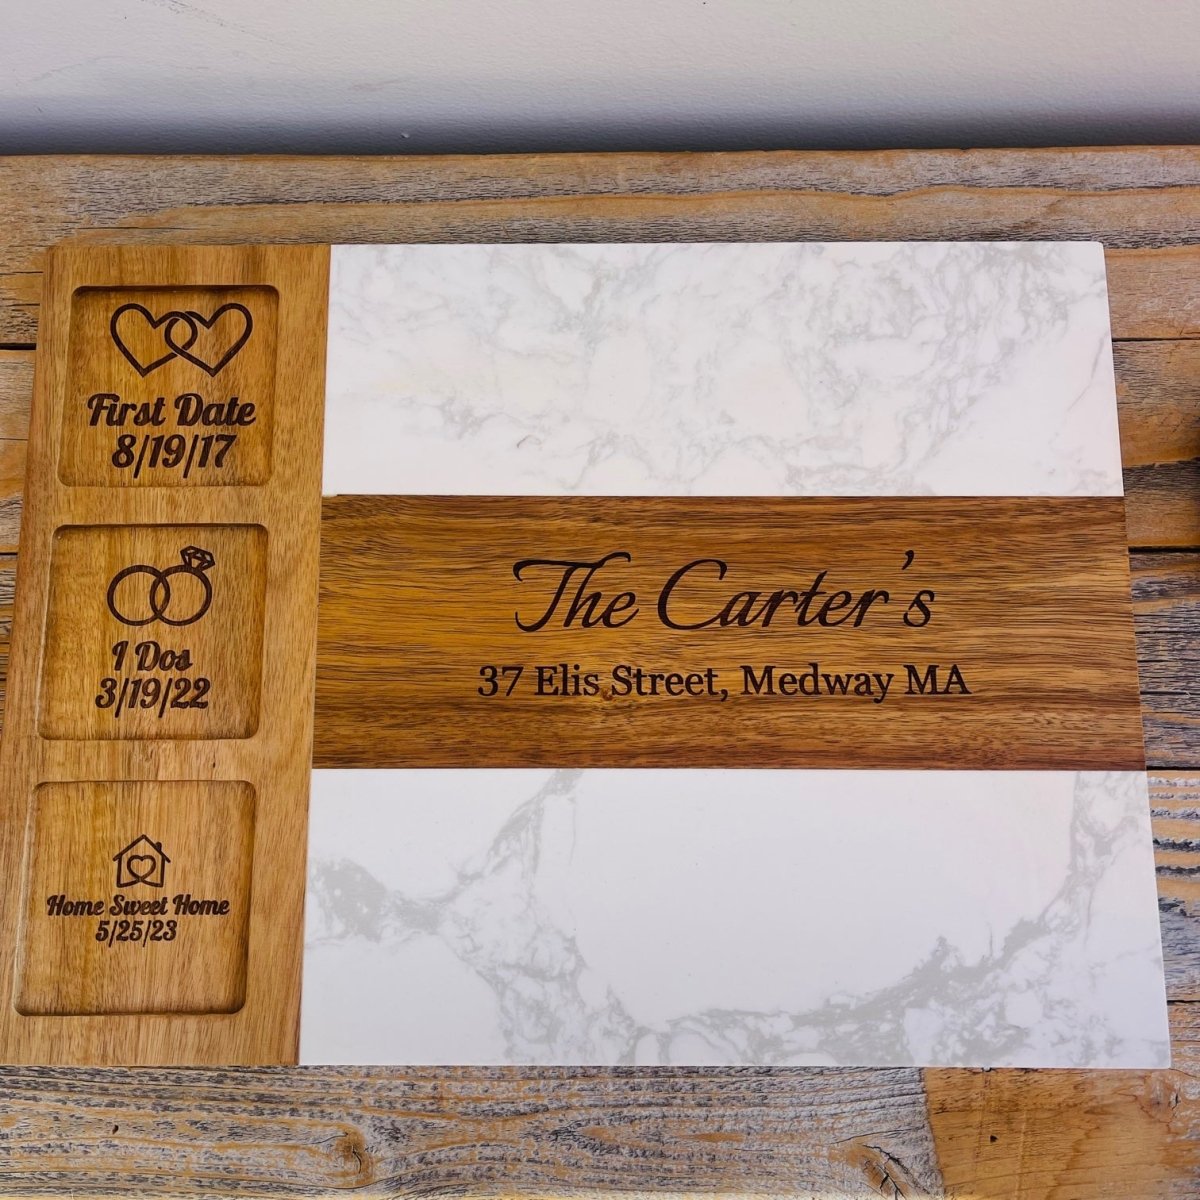 First Date
8/19/17
I Dos
3/19/22
Home Sweet Home
5/25/23
The Carter's
37 Elis Street, Medway MA